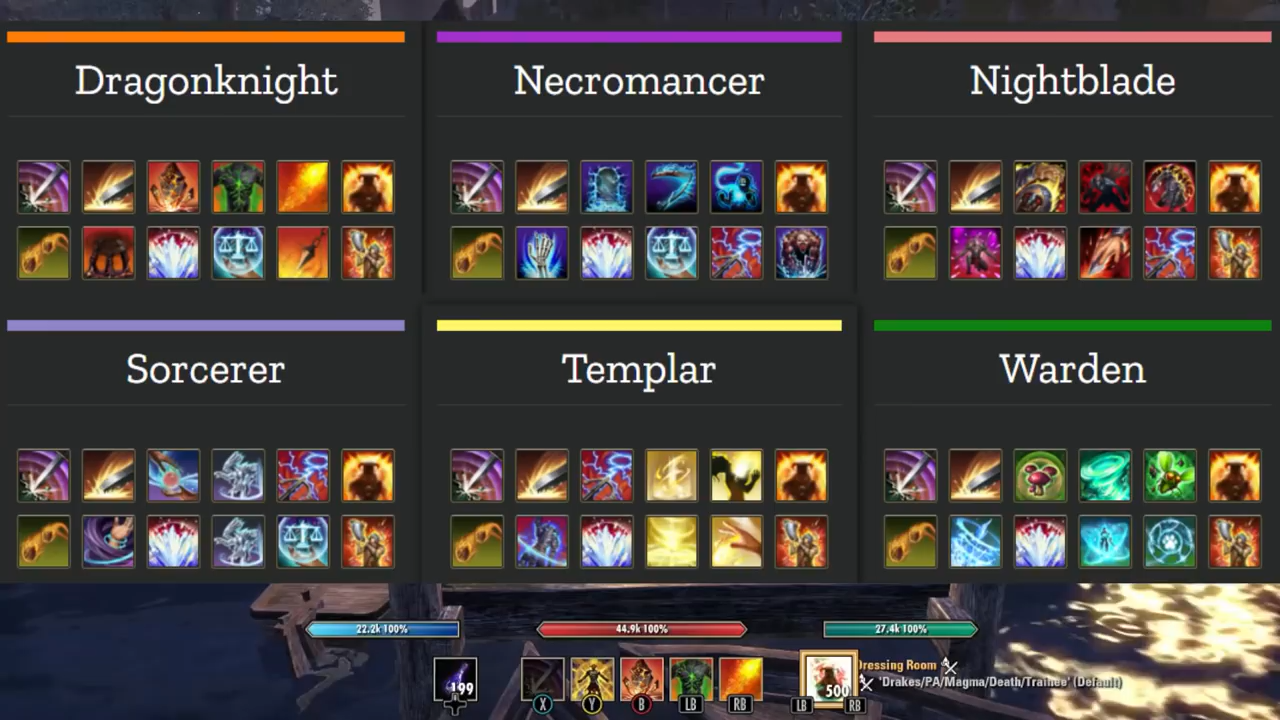 Dragonknight
Necromancer
Nightblade
Sorcerer
Templar
Warden
22.2k 100%
44.9k 100%
27.4k 100%
199
X
Y
B
LB
RB
500
LB
RB
Dressing Room
'Drakes/PA/Magma/Death/Trainee' (Default)